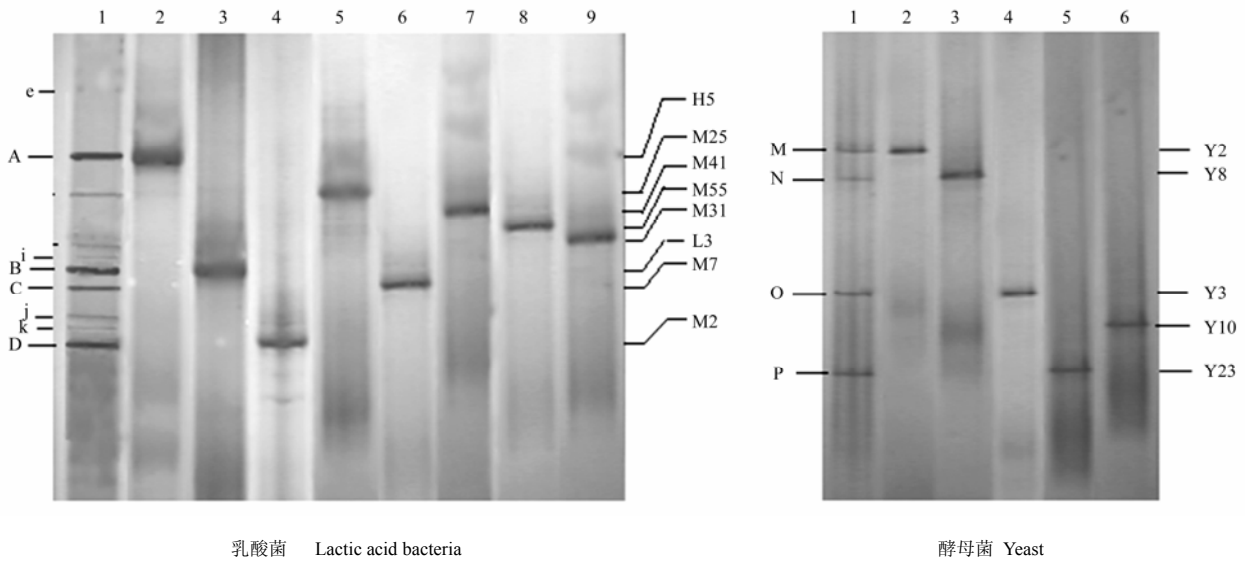 1 2 3 4 5 6 7 8 9
e
A
i
B
C
j
k
D
H5
M25
M41
M55
M31
L3
M7
M2
乳酸菌 Lactic acid bacteria
1 2 3 4 5 6
M
N
O
P
Y2
Y8
Y3
Y10
Y23
酵母菌 Yeast